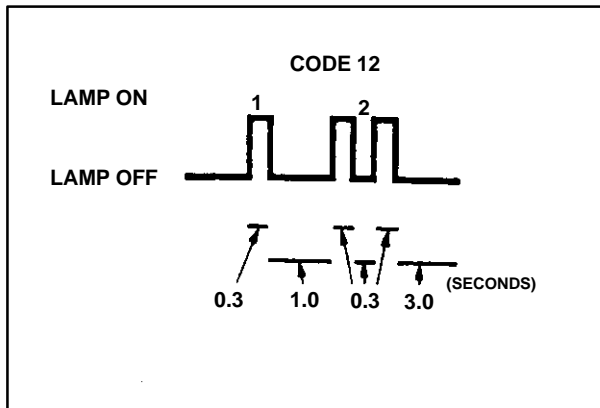 CODE 12
LAMP ON
1 2
LAMP OFF
0.3 1.0 0.3 3.0 (SECONDS)